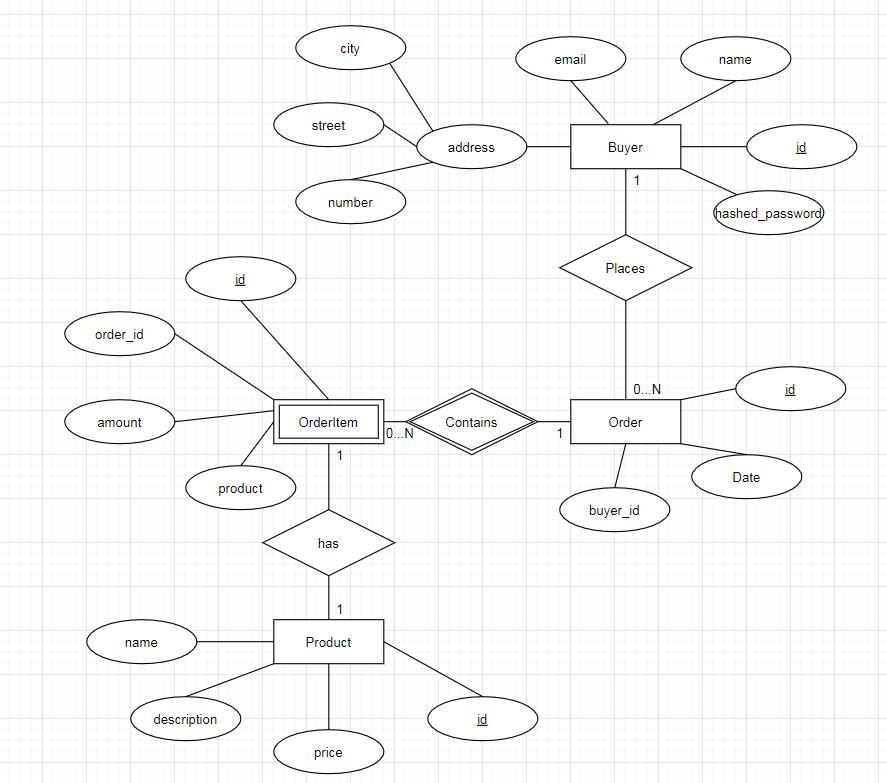 city
email
name
street
address
Buyer
id
number
hashed_password
1
Places
id
order_id
0...N
id
amount
OrderItem
0...N
Contains
1
Order
1
product
Date
buyer_id
has
1
name
Product
description
id
price